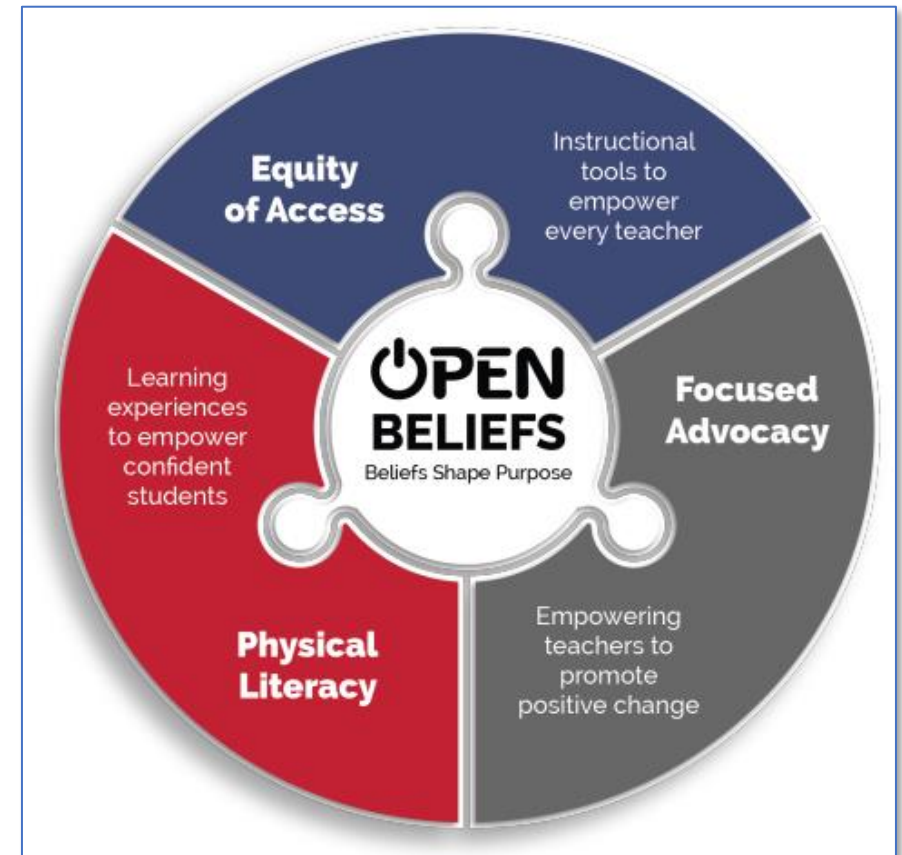 Equity
of Access
Instructional
tools to
empower
every teacher
OPEN
BELIEFS
Beliefs Shape Purpose
Focused
Advocacy
Empowering
teachers to
promote
positive change
Learning
experiences
to empower
confident
students
Physical
Literacy